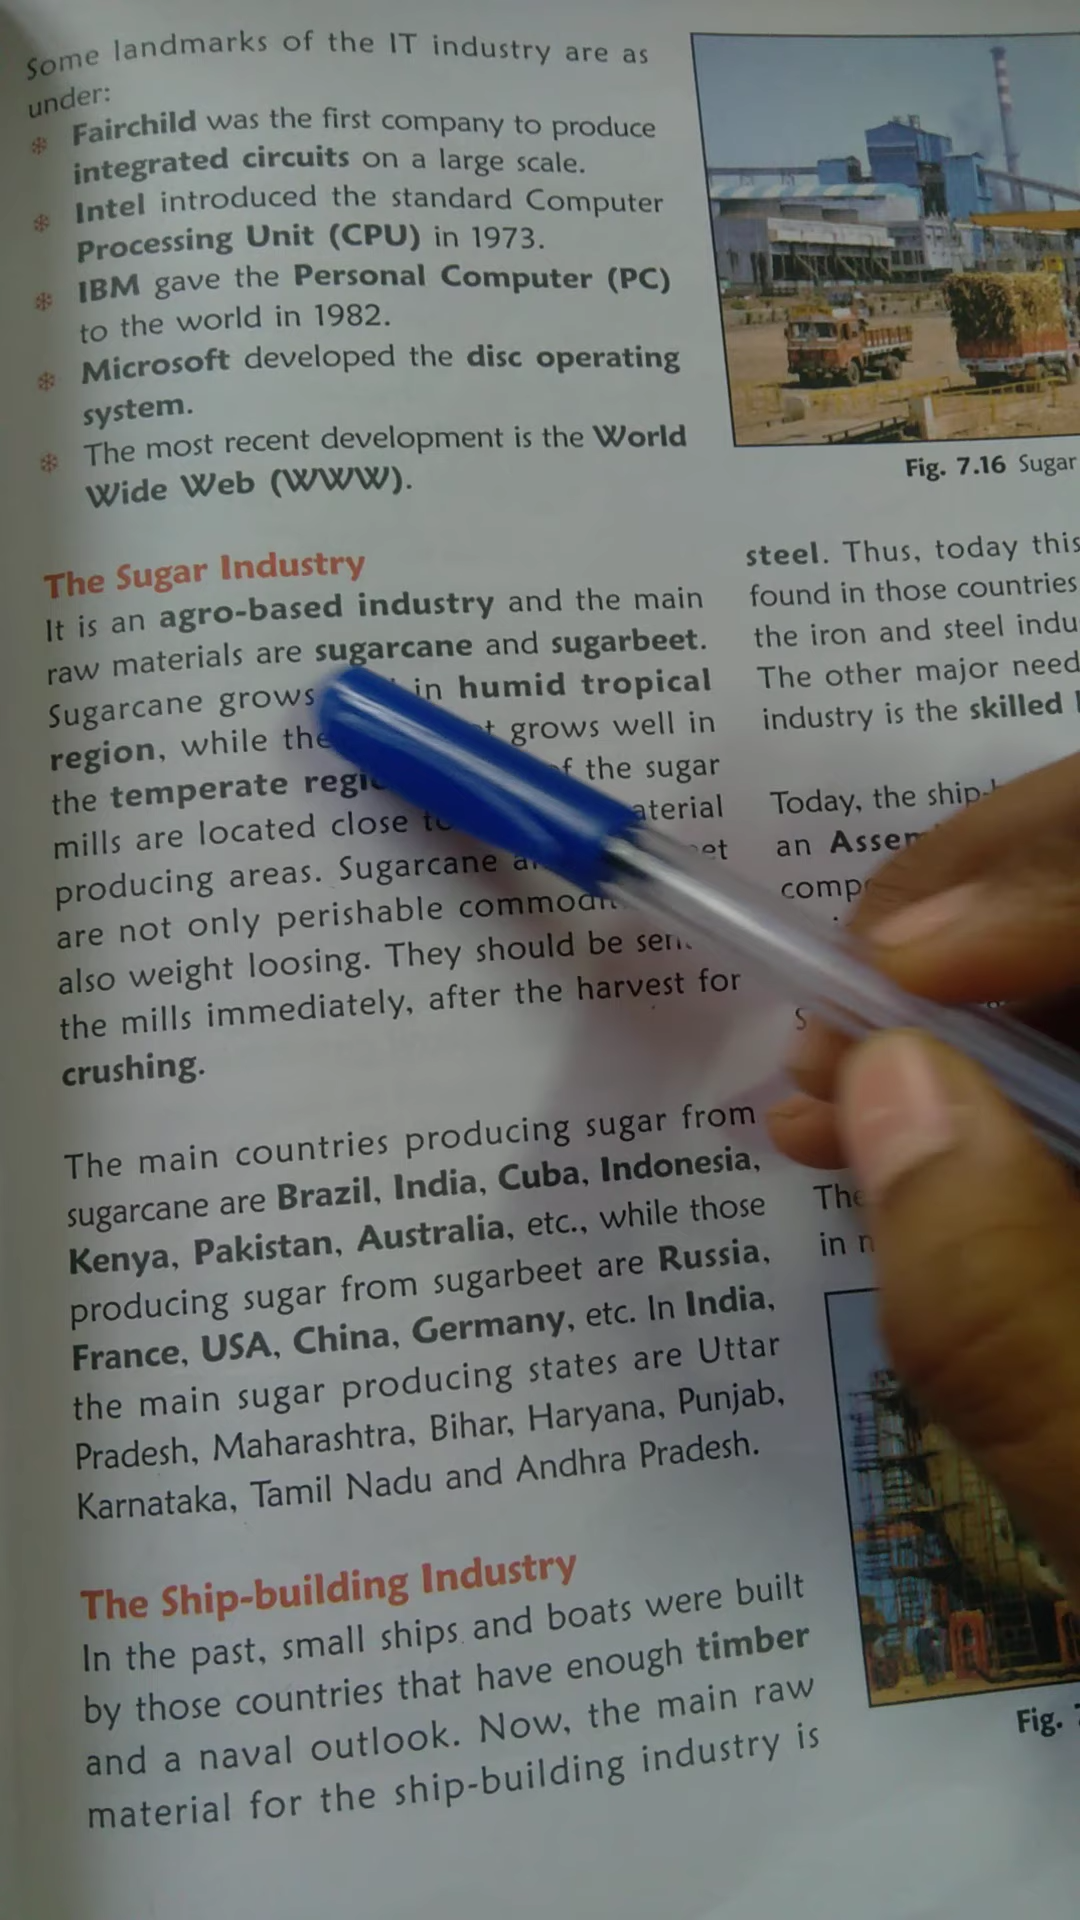 Some landmarks of the IT industry are as
under:
Fairchild was the first company to produce
integrated circuits on a large scale.
Intel introduced the standard Computer
Processing Unit (CPU) in 1973.
IBM gave the Personal Computer (PC)
to the world in 1982.
Microsoft developed the disc operating
system.
The most recent development is the World
Wide Web (WWW).
The Sugar Industry
It is an agro-based industry and the main
raw materials are sugarcane and sugarbeet.
Sugarcane grows in humid tropical
region, while the grows well in
the temperate of the sugar
mills are located close
producing areas. Sugarcane
are not only perishable
also weight loosing. They should be
the mills immediately, after the harvest for
crushing.
The main countries producing sugar from
sugarcane are Brazil, India, Cuba, Indonesia,
Kenya, Pakistan, Australia, etc., while those
producing sugar from sugarbeet are Russia,
France, USA, China, Germany, etc. In India,
the main sugar producing states are Uttar
Pradesh, Maharashtra, Bihar, Haryana, Punjab,
Karnataka, Tamil Nadu and Andhra Pradesh.
The Ship-building Industry
In the past, small ships and boats were built
by those countries that have enough timber
and a naval outlook. Now, the main raw
material for the ship-building industry is
Fig. 7.16 Sugar
steel. Thus, today this
found in those countries
the iron and steel
The other major need
industry is the skilled
Today, the
an
in
Fig.